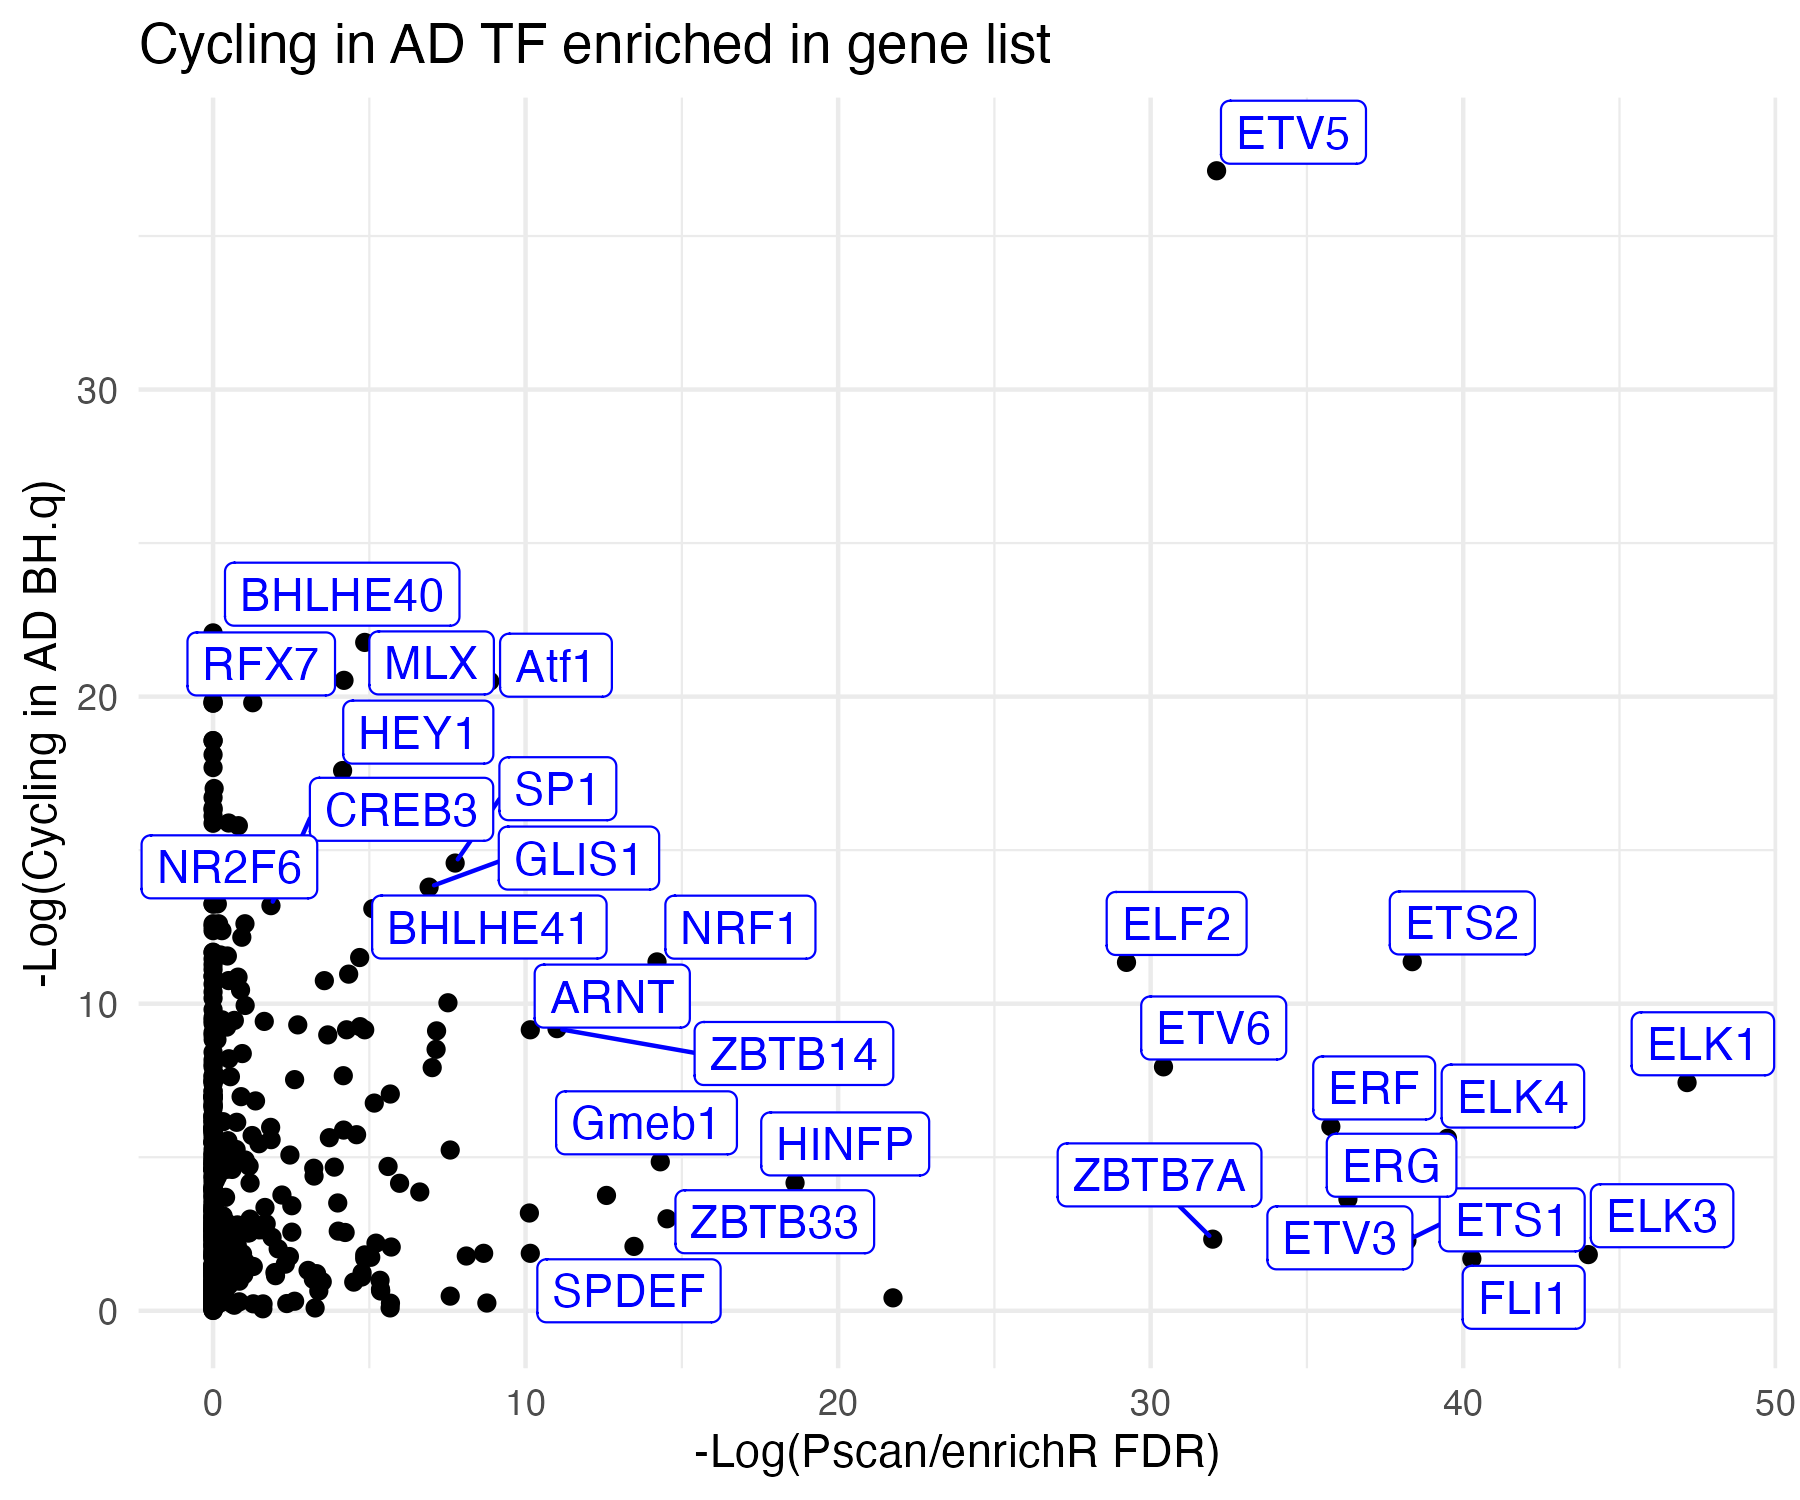 Cycling in AD TF enriched in gene list
ETV5
30
BHLHE40
RFX7
MLX
Atf1
20
HEY1
SP1
CREB3
GLIS1
NR2F6
BHLHE41
NRF1
ELF2
ETS2
ARNT
10
ETV6
ZBTB14
ELK1
ERF
ELK4
Gmeb1
HINFP
ZBTB7A
ERG
ZBTB33
ETV3
ETS1
ELK3
SPDEF
FLI1
0
-Log(Cycling in AD BH.q)
0 10 20 30 40 50
-Log(Pscan/enrichR FDR)